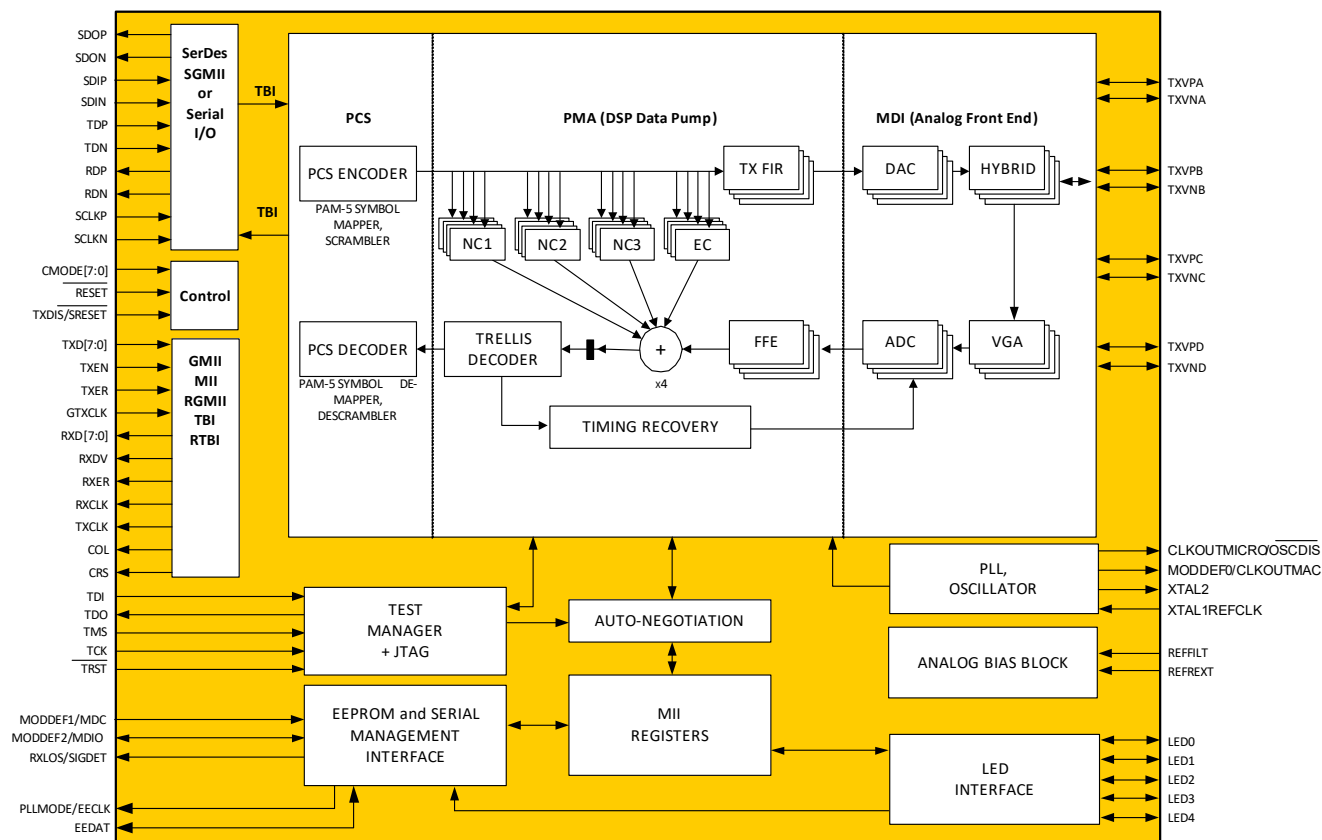 SDOP
SDON
SDIP
SDIN
TDP
TDN
RDP
RDN
SCLKP
SCLKN
CMODE[7:0]
RESET
TXDIS/SRESET
TXD[7:0]
TXEN
TXER
GTXCLK
RXD[7:0]
RXDV
RXER
RXCLK
TXCLK
COL
CRS
TDI
TDO
TMS
TCK
TRST
MODDEF1/MDC
MODDEF2/MDIO
RXLOS/SIGDET
PLLMODE/EECLK
EEDAT
SerDes
SGMII
or
Serial
I/O
TBI
TBI
Control
GMII
MII
RGMII
TBI
RTBI
PCS
PCS ENCODER
PAM-5 SYMBOL
MAPPER,
SCRAMBLER
PCS DECODER
PAM-5 SYMBOL DE-
MAPPER,
DESCRAMBLER
PMA (DSP Data Pump)
TX FIR
NC1
NC2
NC3
EC
TRELLIS
DECODER
+
x4
FFE
TIMING RECOVERY
MDI (Analog Front End)
DAC
HYBRID
ADC
VGA
TEST
MANAGER
+ JTAG
AUTO-NEGOTIATION
EEPROM and SERIAL
MANAGEMENT
INTERFACE
MII
REGISTERS
PLL,
OSCILLATOR
ANALOG BIAS BLOCK
LED
INTERFACE
TXVPA
TXVNA
TXVPB
TXVNB
TXVPC
TXVNC
TXVPD
TXVND
CLKOUTMICRO/OSCDIS
MODDEF0/CLKOUTMAC
XTAL2
XTAL1REFCLK
REFFILT
REFREXT
LED0
LED1
LED2
LED3
LED4